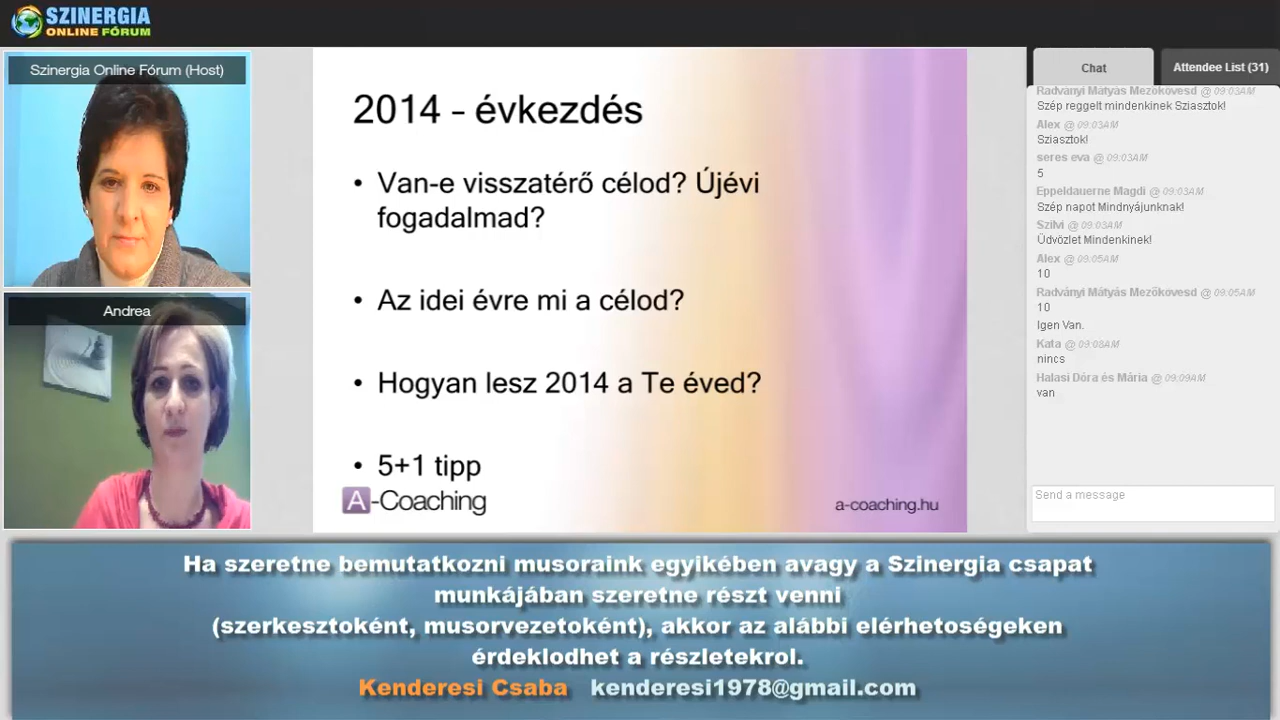 SZINERGIA
ONLINE FÓRUM
Szinergia Online Fórum (Host)
Andrea
2014 – évkezdés
• Van-e visszatérő célod? Újévi
fogadalmad?
• Az idei évre mi a célod?
• Hogyan lesz 2014 a Te éved?
• 5+1 tipp
A-Coaching
a-coaching.hu
Chat
Attendee List (31)
Radványi Mátyás Mezőkövesd @ 09:03AM
Szép reggelt mindenkinek Sziasztok!
Alex @ 09:03AM
Sziasztok!
seres eva @ 09:03AM
5
Eppeldauerne Magdi @ 09:03AM
Szép napot Mindnyájunknak!
Szilvi @ 09:03AM
Üdvözlet Mindenkinek!
Alex @ 09:05AM
10
Radványi Mátyás Mezőkövesd @ 09:05AM
10
Igen Van.
Kata @ 09:08AM
nincs
Halasi Dóra és Mária @ 09:09AM
van
Send a message
Ha szeretne bemutatkozni musoraink egyikében avagy a Szinergia csapat
munkájában szeretne részt venni
(szerkesztoként, musorvezetoként), akkor az alábbi elérhetoségeken
érdeklodhet a részletekrol.
Kenderesi Csaba kenderesi1978@gmail.com